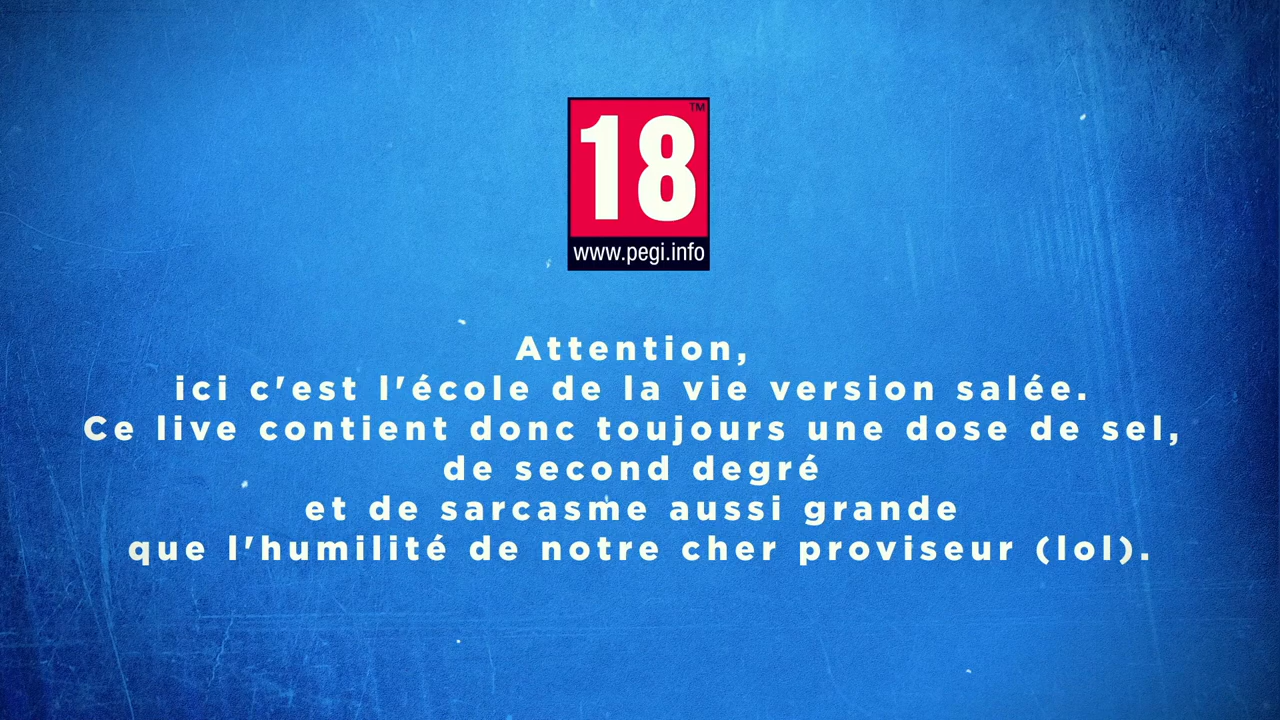 TM
18
www.pegi.info
Attention,
ici c'est l'école de la vie version salée.
Ce live contient donc toujours une dose de sel,
de second degré
et de sarcasme aussi grande
que l'humilité de notre cher proviseur (lol).